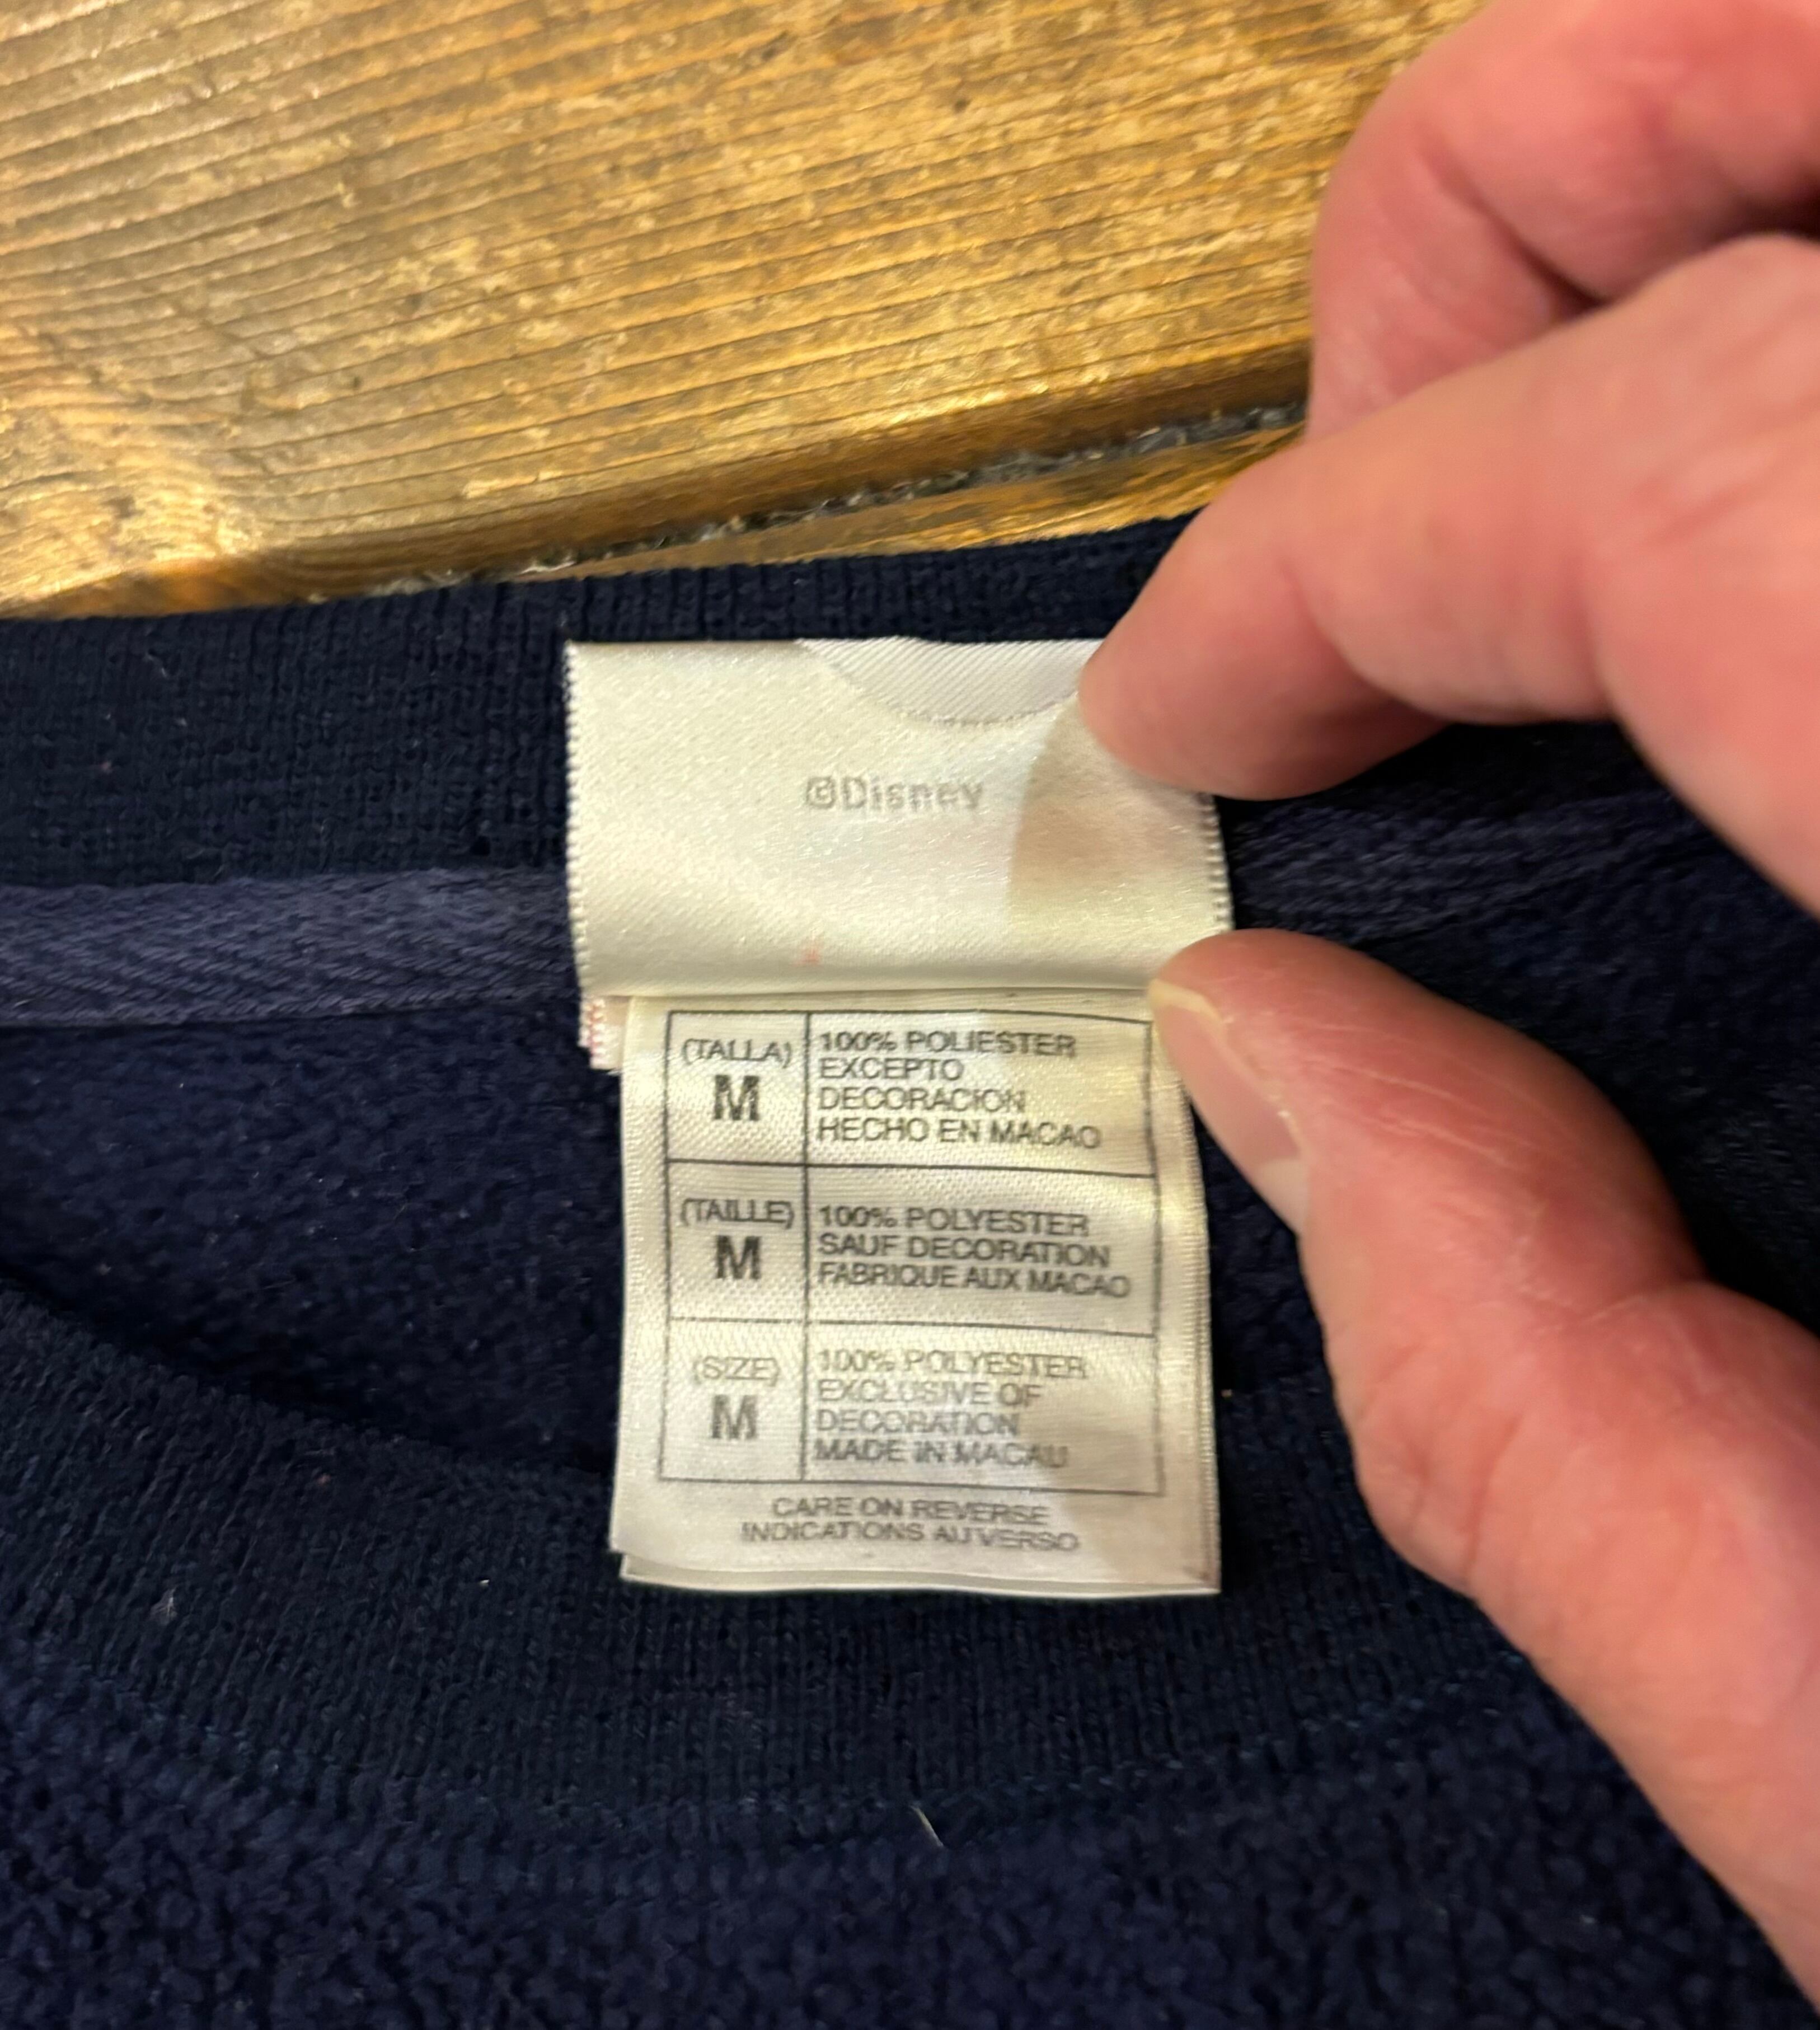 ©Disney
(TALLA)
M
100% POLIESTER
EXCEPTO
DECORACION
HECHO EN MACAO
(TAILLE)
M
100% POLYESTER
SAUF DECORATION
FABRIQUE AUX MACAO
(SIZE)
M
100% POLYESTER
EXCLUSIVE OF
DECORATION
MADE IN MACAU
CARE ON REVERSE
INDICATIONS AU VERSO